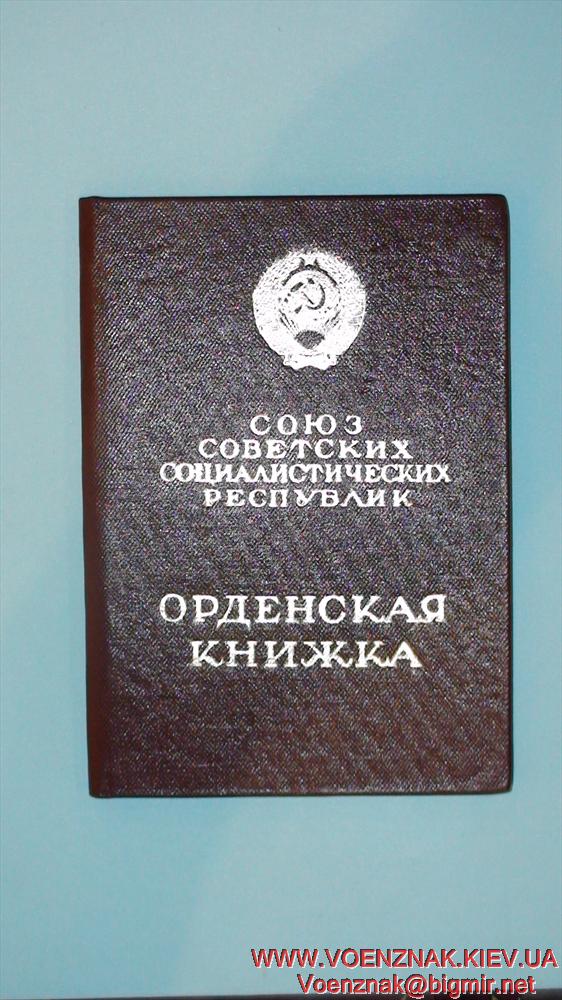 СОЮЗ
СОВЕТСКИХ
СОЦИАЛИСТИЧЕСКИХ
РЕСПУБЛИК
ОРДЕНСКАЯ
КНИЖКА
WWW.VOENZNAK.KIEV.UA
Voenznak@bigmir.net